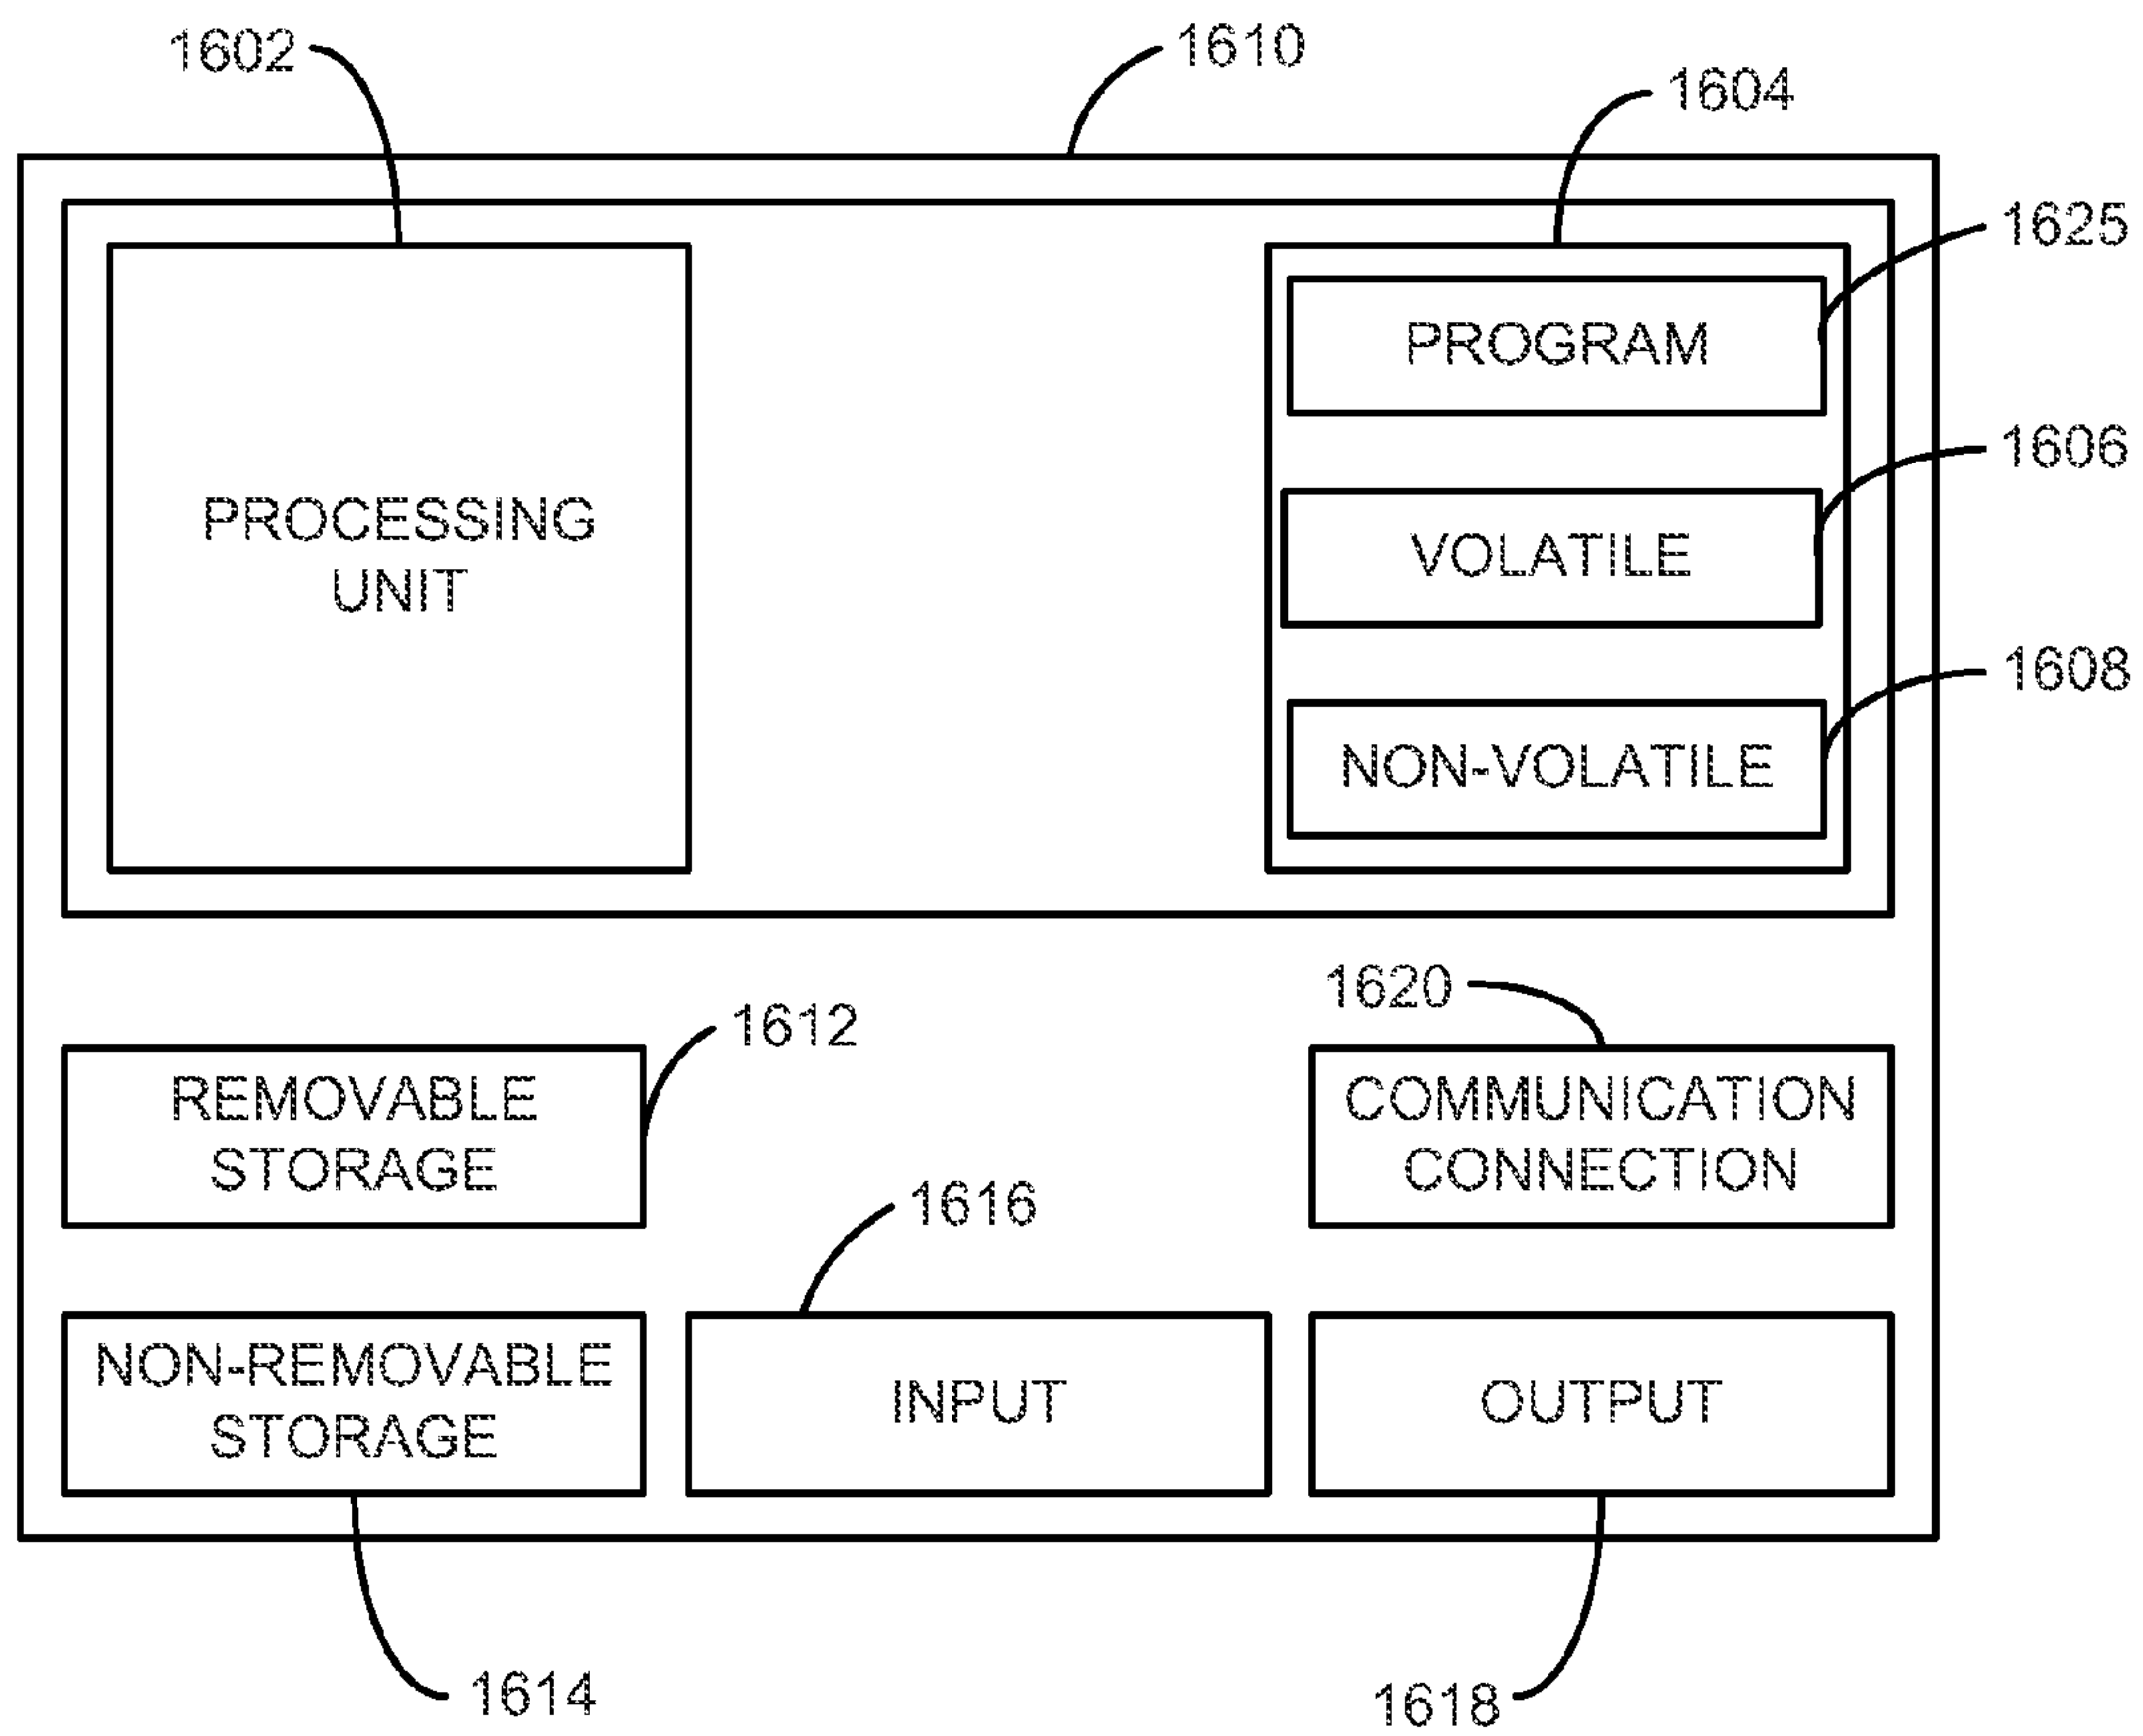 1602
1610
1604
1625
PROGRAM
1606
PROCESSING
UNIT
VOLATILE
1608
NON-VOLATILE
1620
1612
REMOVABLE
STORAGE
COMMUNICATION
CONNECTION
1616
NON-REMOVABLE
STORAGE
INPUT
OUTPUT
1614
1618